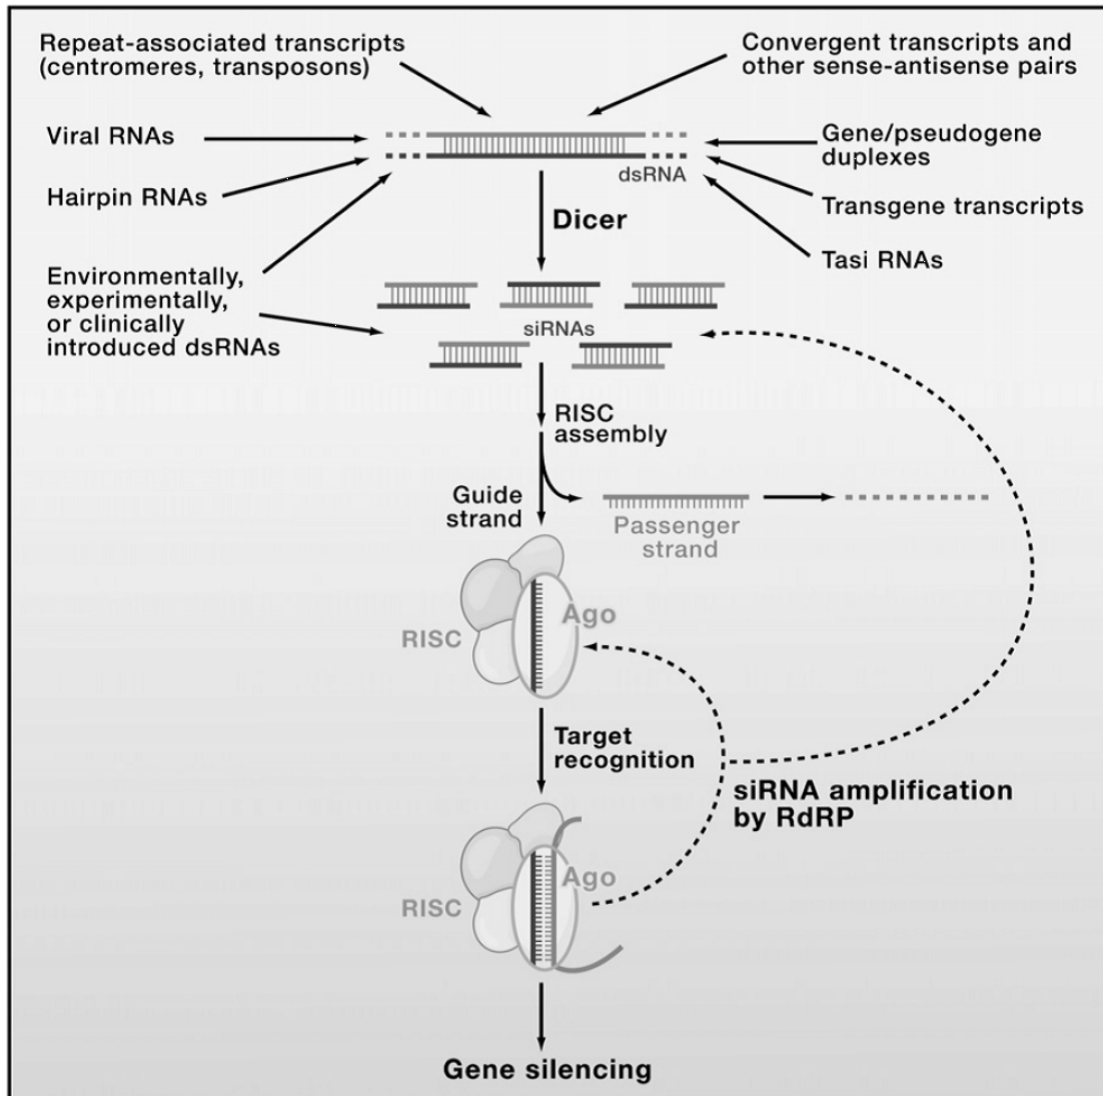 Repeat-associated transcripts
(centromeres, transposons)
Convergent transcripts and
other sense-antisense pairs
Viral RNAs
Gene/pseudogene
duplexes
dsRNA
Hairpin RNAs
Transgene transcripts
Dicer
Tasi RNAs
Environmentally,
experimentally,
or clinically
introduced dsRNAs
siRNAs
RISC
assembly
Guide
strand
Passenger
strand
Ago
RISC
Target
recognition
siRNA amplification
by RdRP
Ago
RISC
Gene silencing